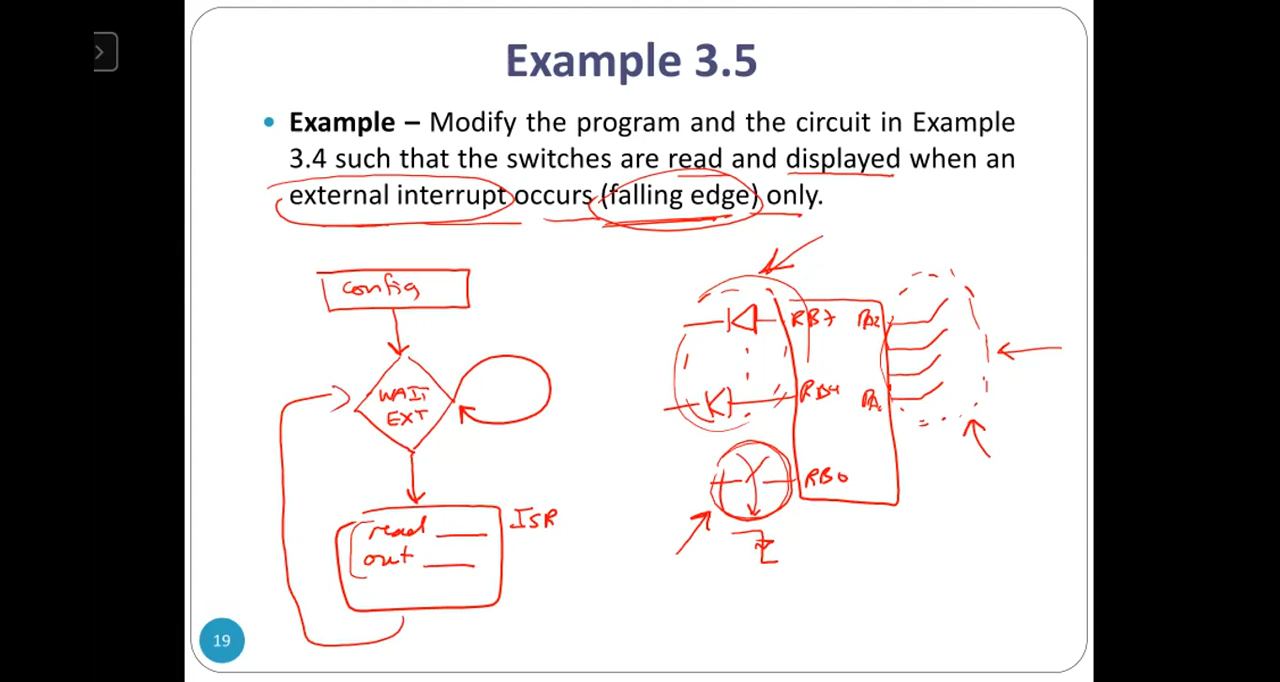 Example 3.5
• Example – Modify the program and the circuit in Example
3.4 such that the switches are read and displayed when an
external interrupt occurs (falling edge) only.
config
WAIT
EXT
read
out
ISR
RB7
RB4
RB0
19